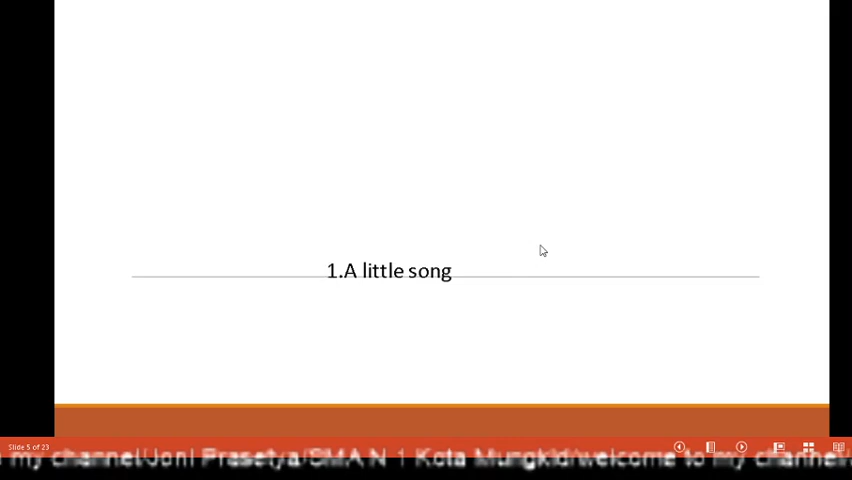 1.A little song
Slide 5 of 23
my channel/Joni Prasetya/SMA N 1 Kota Mungkid/welcome to my channel/